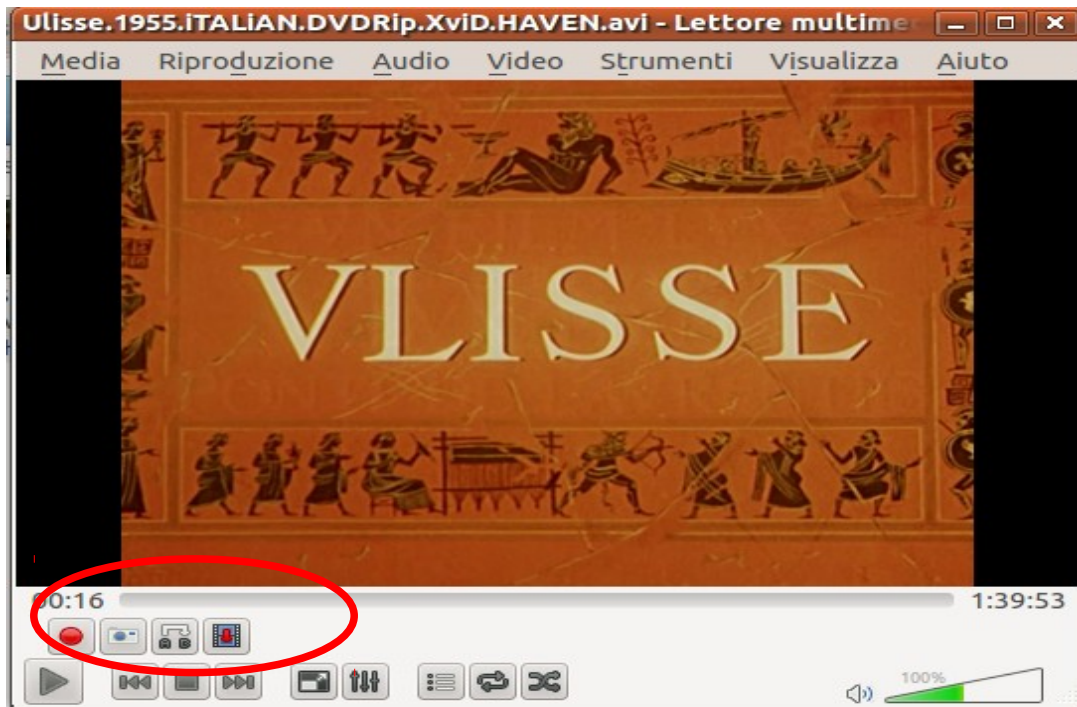 Ulisse.1955.iTALiAN.DVDRip.XviD.HAVEN.avi - Lettore multime
Media Riproduzione Audio Video Strumenti Visualizza Aiuto
VLISSE
00:16 1:39:53
A B
100%